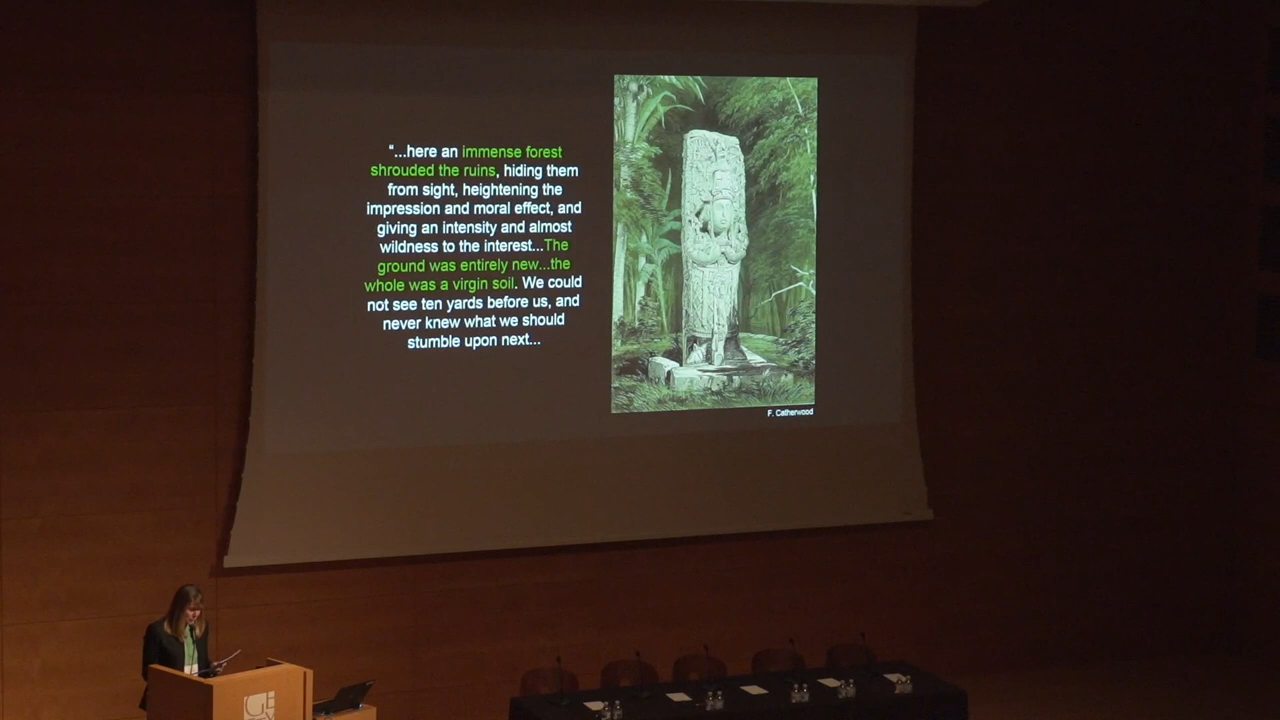 “...here an immense forest
shrouded the ruins, hiding them
from sight, heightening the
impression and moral effect, and
giving an intensity and almost
wildness to the interest...The
ground was entirely new...the
whole was a virgin soil. We could
not see ten yards before us, and
never knew what we should
stumble upon next...
F. Catherwood